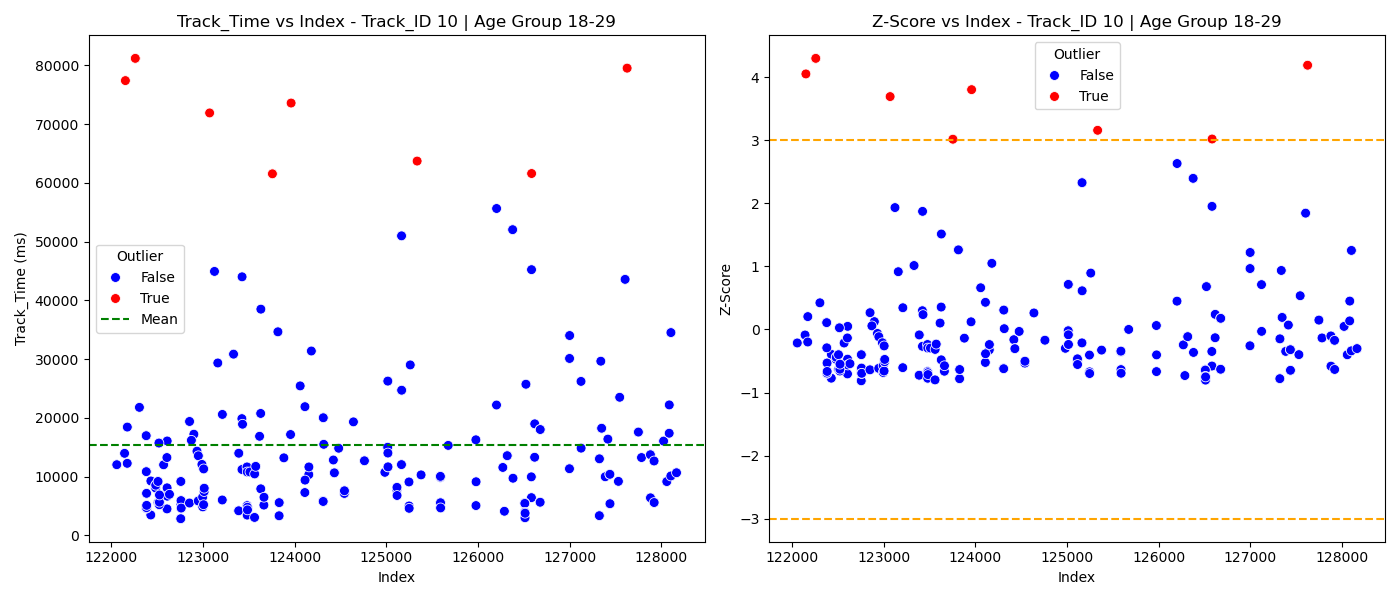 Track_Time vs Index - Track_ID 10 | Age Group 18-29
Track_Time (ms)
80000
70000
60000
50000
40000
30000
20000
10000
0
Outlier
False
True
Mean
122000 123000 124000 125000 126000 127000 128000
Index
Z-Score vs Index - Track_ID 10 | Age Group 18-29
Z-Score
4
3
2
1
0
−1
−2
−3
Outlier
False
True
122000 123000 124000 125000 126000 127000 128000
Index